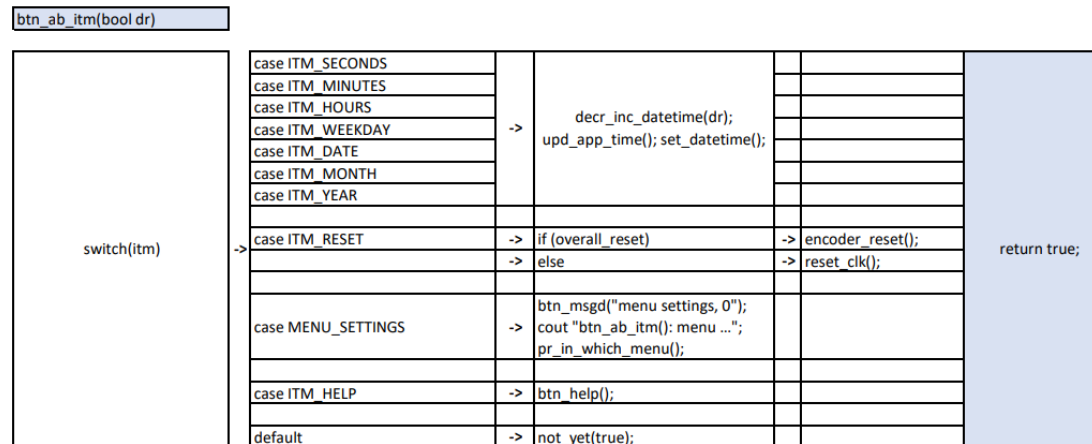 btn_ab_itm(bool dr)
case ITM_SECONDS
case ITM_MINUTES
case ITM_HOURS
case ITM_WEEKDAY
case ITM_DATE
case ITM_MONTH
case ITM_YEAR
->
decr_inc_datetime(dr);
upd_app_time(); set_datetime();
switch(itm)
->
case ITM_RESET
->
if (overall_reset)
->
encoder_reset();
->
else
->
reset_clk();
return true;
case MENU_SETTINGS
->
btn_msgd("menu settings, 0");
cout "btn_ab_itm(): menu ...";
pr_in_which_menu();
case ITM_HELP
->
btn_help();
default
->
not_yet(true);